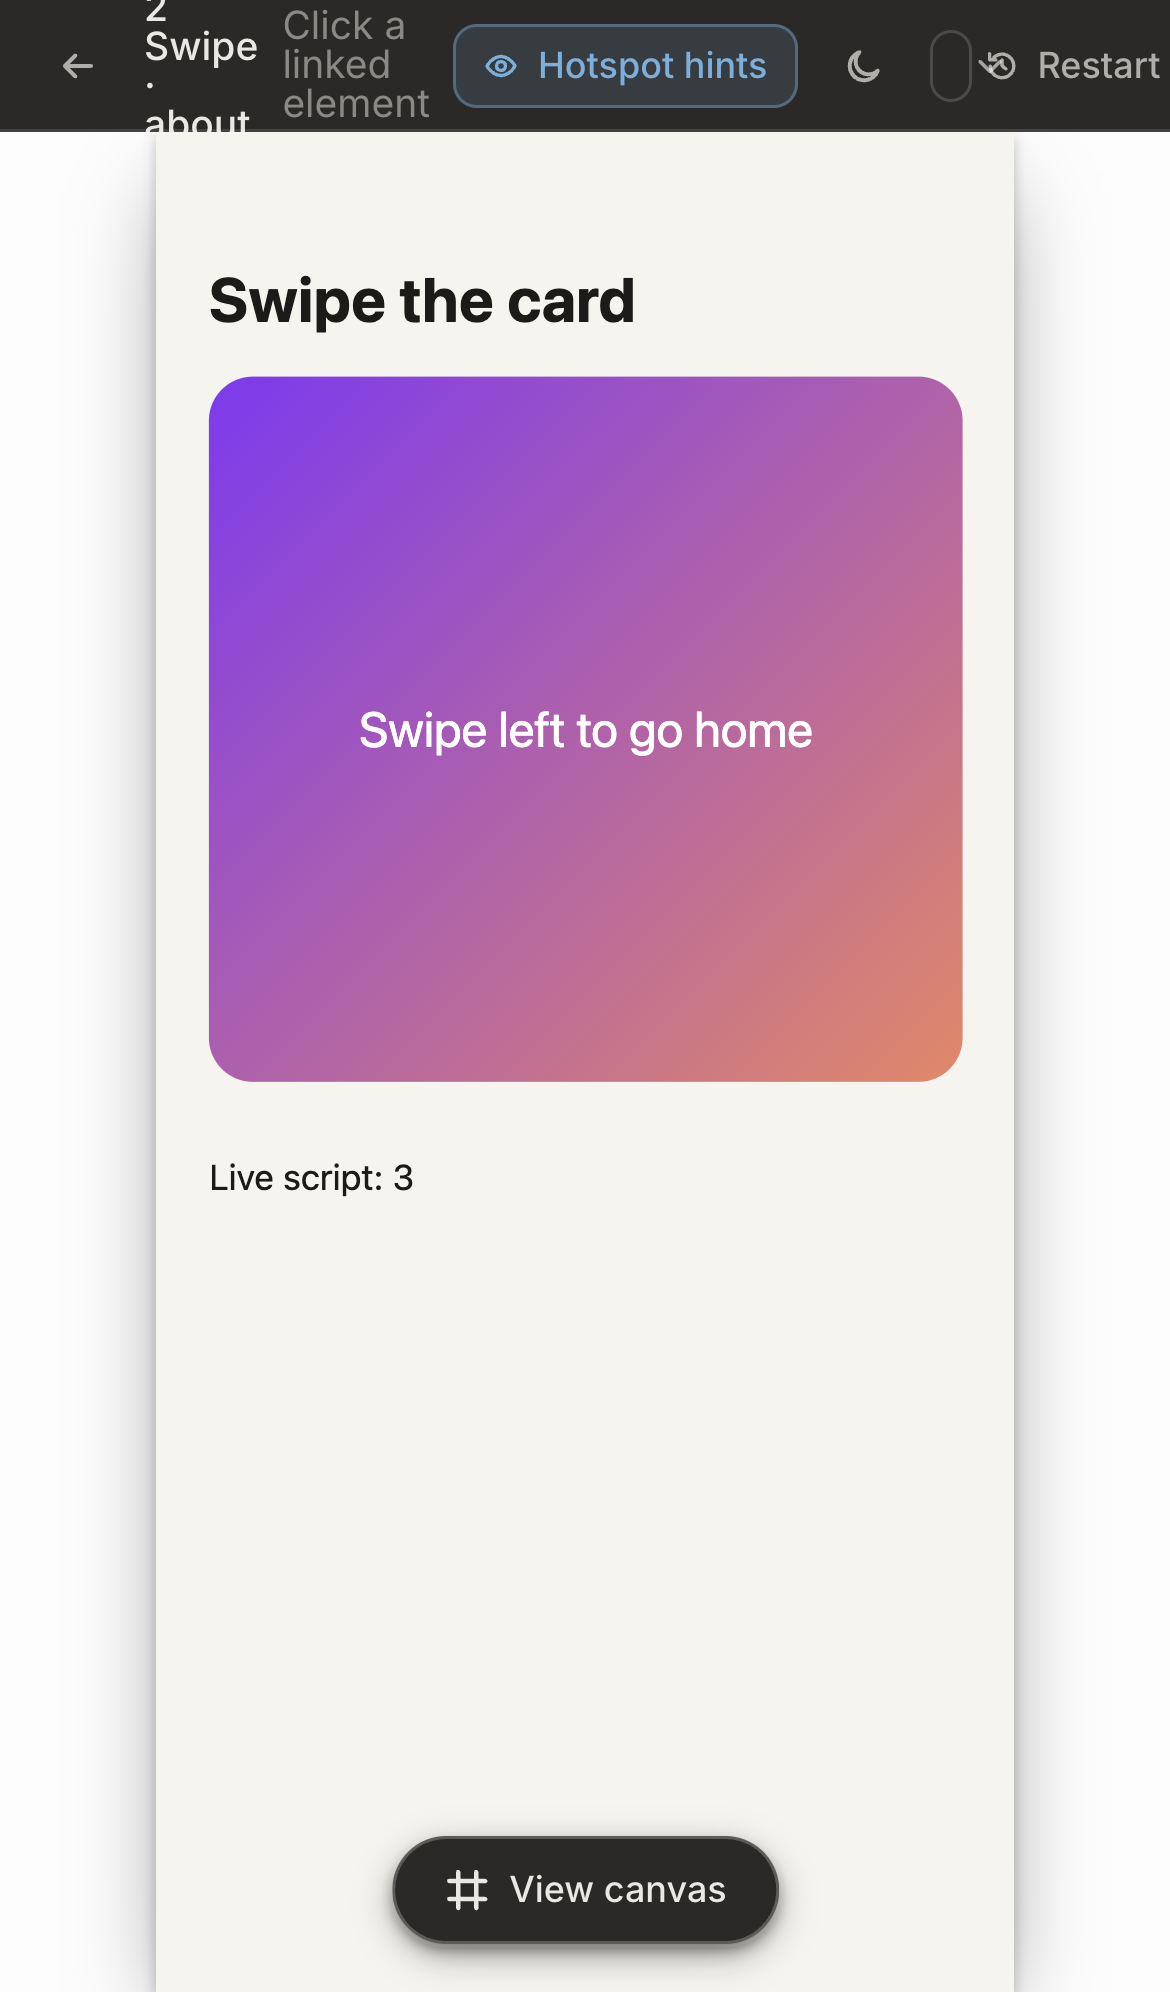 2
Swipe
·
about
Click a
linked
element
Hotspot hints
Restart
Swipe the card
Swipe left to go home
Live script: 3
View canvas